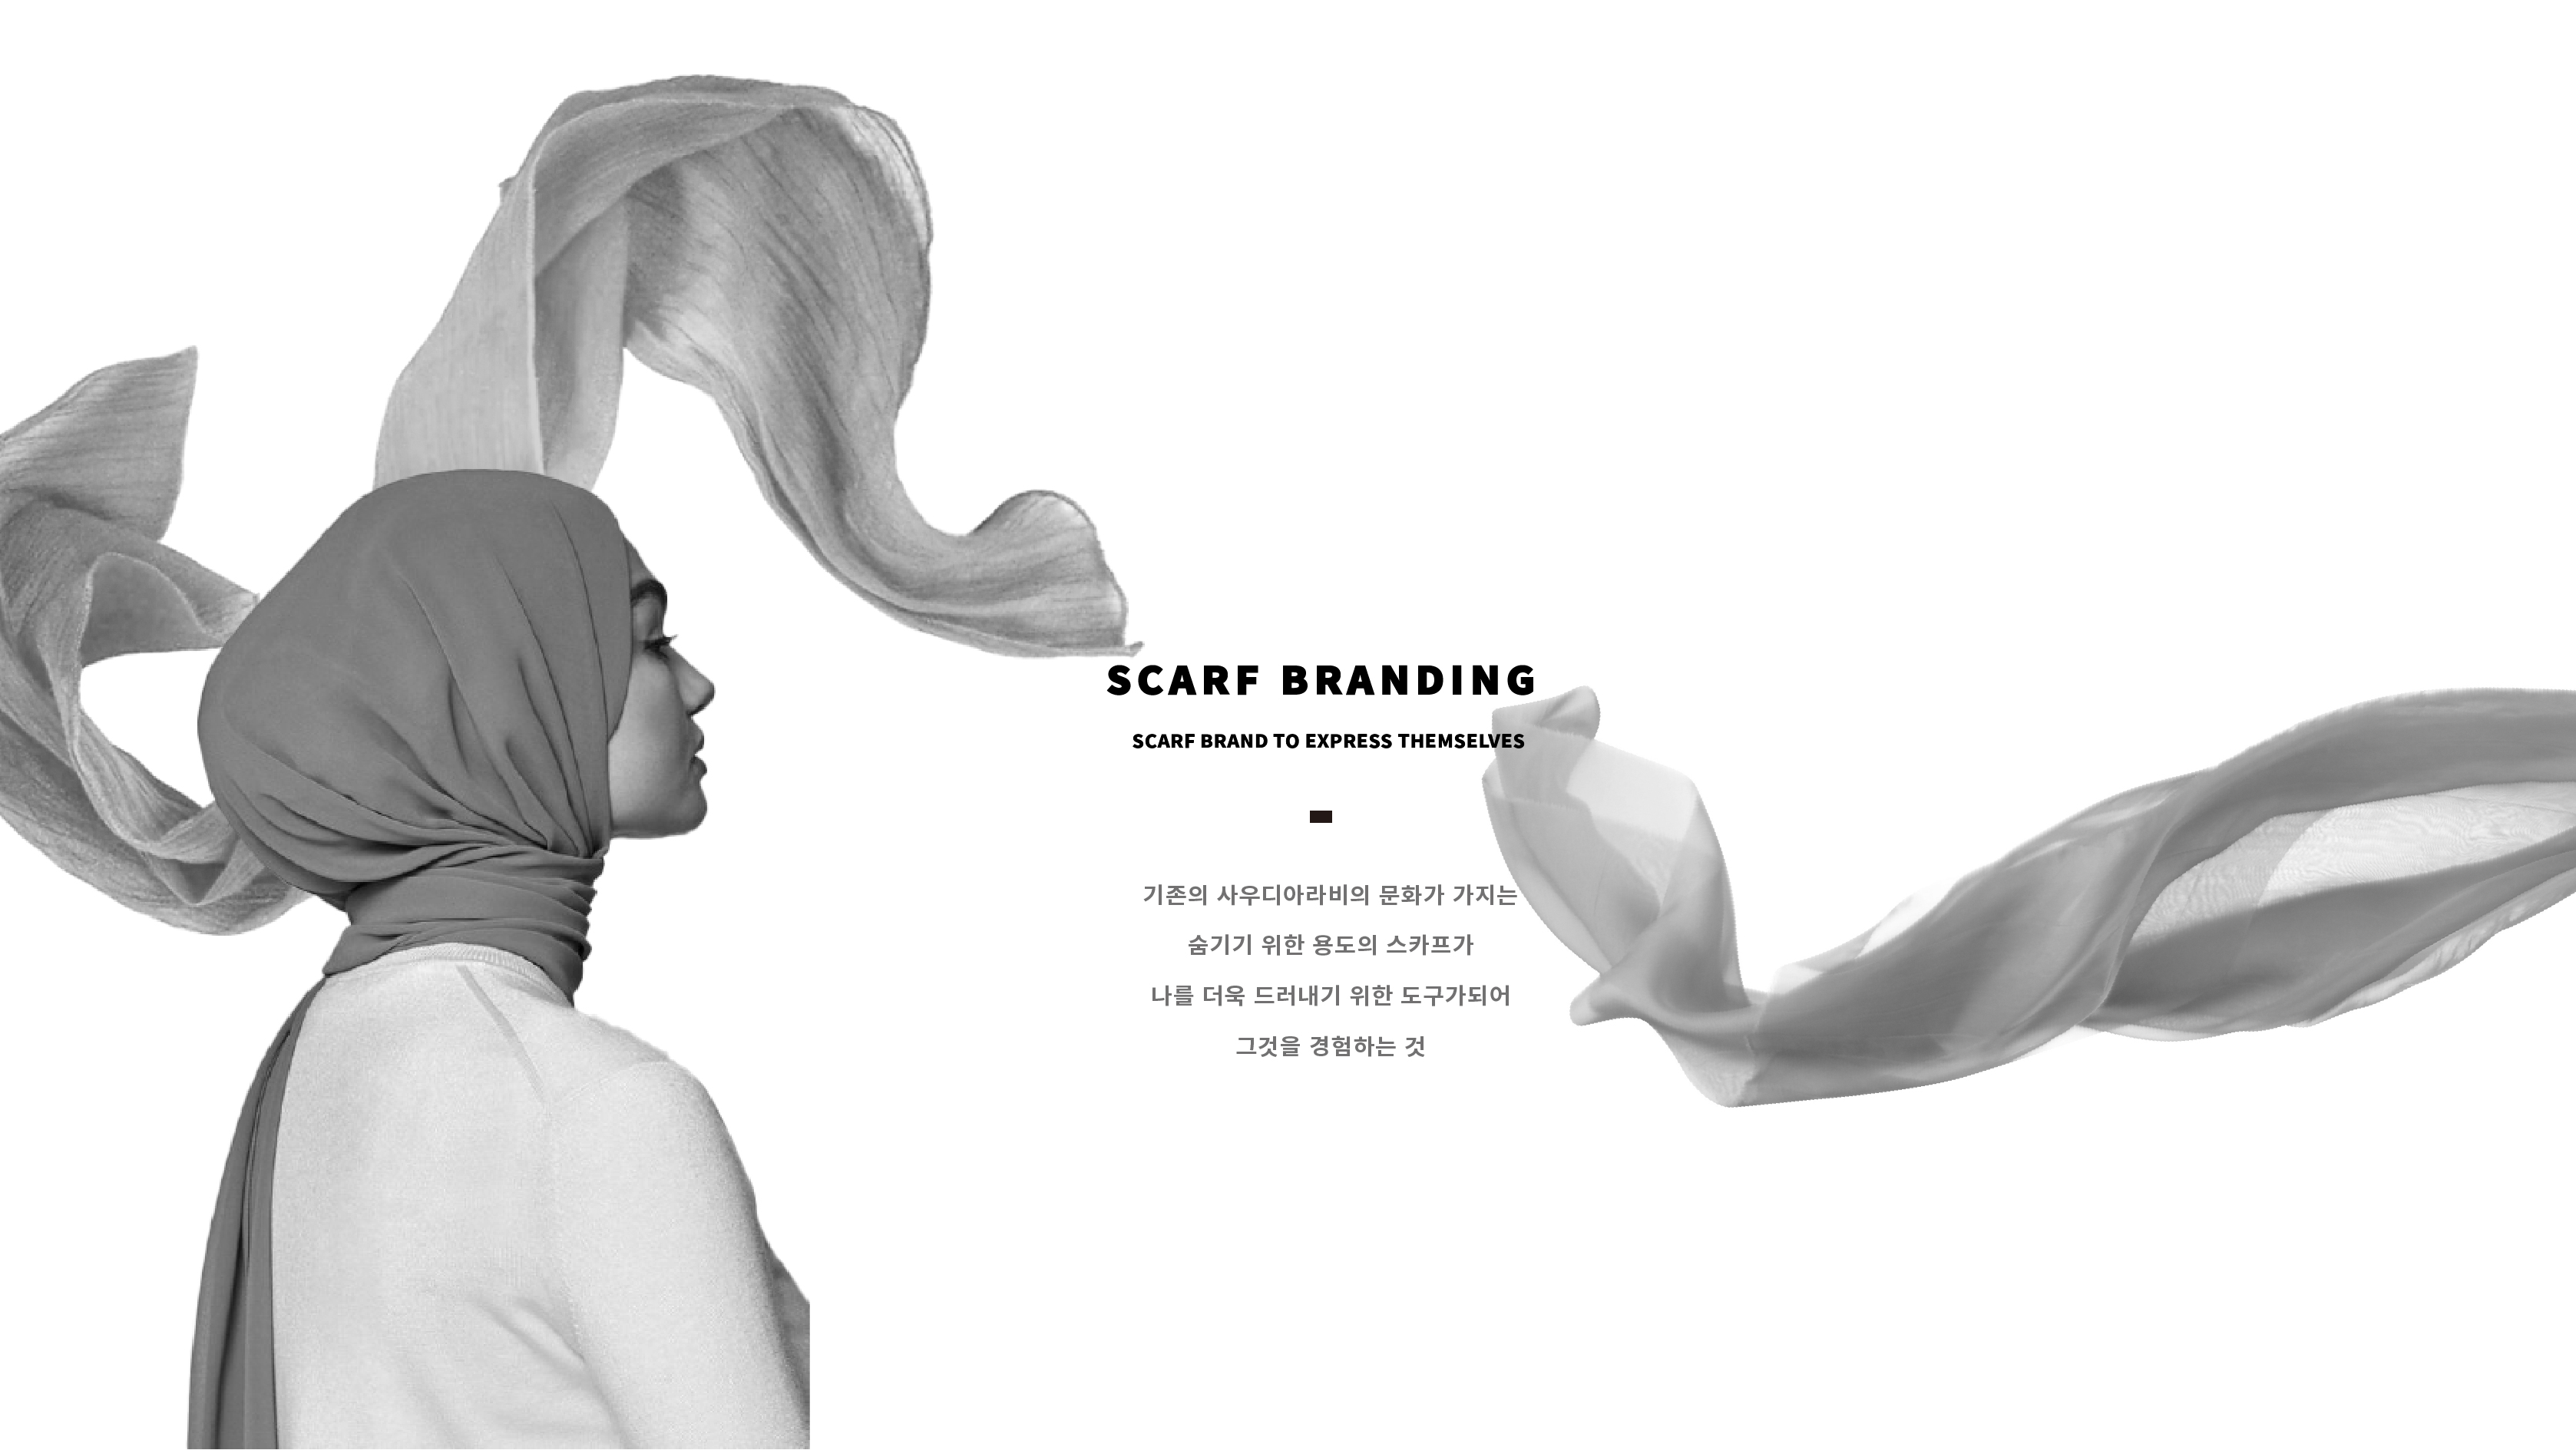 SCARF BRANDING
SCARF BRAND TO EXPRESS THEMSELVES
기존의 사우디아라비의 문화가 가지는
숨기기 위한 용도의 스카프가
나를 더욱 드러내기 위한 도구가되어
그것을 경험하는 것